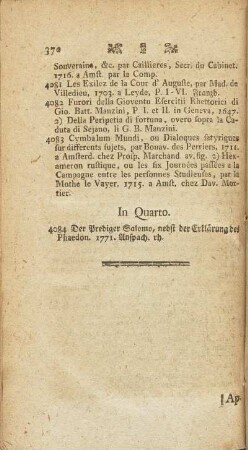 370
Souverains, &c. par Caillieres, Secr. du Cabinet.
1716. a Amst. par la Comp.
4081 Les Exilez de la Cour d' Auguste, par Mad. de
Villedieu, 1703. a Leyde, P. I-VI. frangb.
4082 Furori della Gioventu Esercitii Rhetorici di
Gio. Batt. Manzini, P I. et II. in Geneva, 1647.
2) Della Peripetia di fortuna, overo sopra la Ca-
duta di Sejano, li G. B. Manzini.
4083 Cymbalum Mundi, ou Dialoques satyriques
sur differents sujets, par Bonav. des Perriers, 1711.
a Amsterd. chez Prosp. Marchand av. fig. 2) Hex-
ameron rustique, ou les six Journées passées a la
Campagne entre les personnes Studieuses, par la
Mothe le Vayer. 1715. a Amst. chez Dav. Mor-
tier.
In Quarto.
4084 Der Prediger Salomo, nebst der Erklärung des
Phaedon. 1771. Anspach. rh.
] Ap-